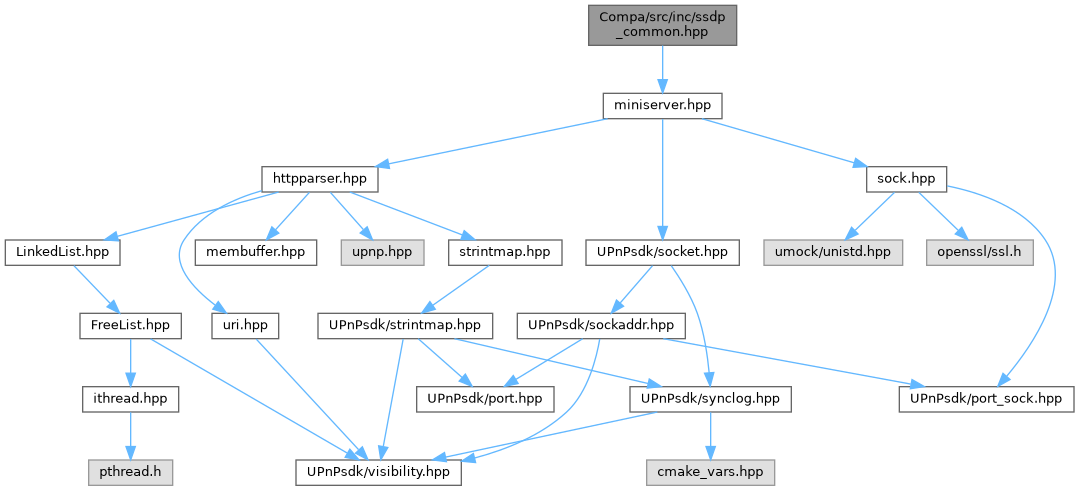 Compa/src/inc/ssdp
_common.hpp
miniserver.hpp
httpparser.hpp
sock.hpp
LinkedList.hpp
membuffer.hpp
upnp.hpp
strintmap.hpp
UPnPsdk/socket.hpp
umock/unistd.hpp
openssl/ssl.h
FreeList.hpp
uri.hpp
UPnPsdk/strintmap.hpp
UPnPsdk/sockaddr.hpp
ithread.hpp
UPnPsdk/port.hpp
UPnPsdk/synclog.hpp
UPnPsdk/port_sock.hpp
pthread.h
UPnPsdk/visibility.hpp
cmake_vars.hpp